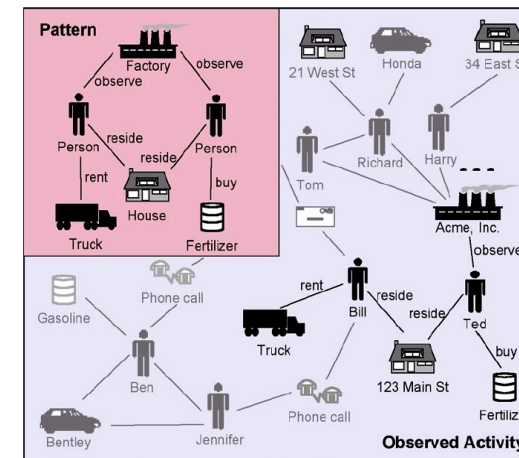 Pattern
Factory
observe
observe
Person
Person
reside
reside
rent
buy
House
Truck
Fertilizer
21 West St
Honda
34 East S
Tom
Richard
Harry
Acme, Inc.
observe
rent
Bill
reside
reside
Ted
Truck
123 Main St
buy
Fertiliz
Gasoline
Phone call
Ben
Bentley
Jennifer
Phone call
Observed Activity